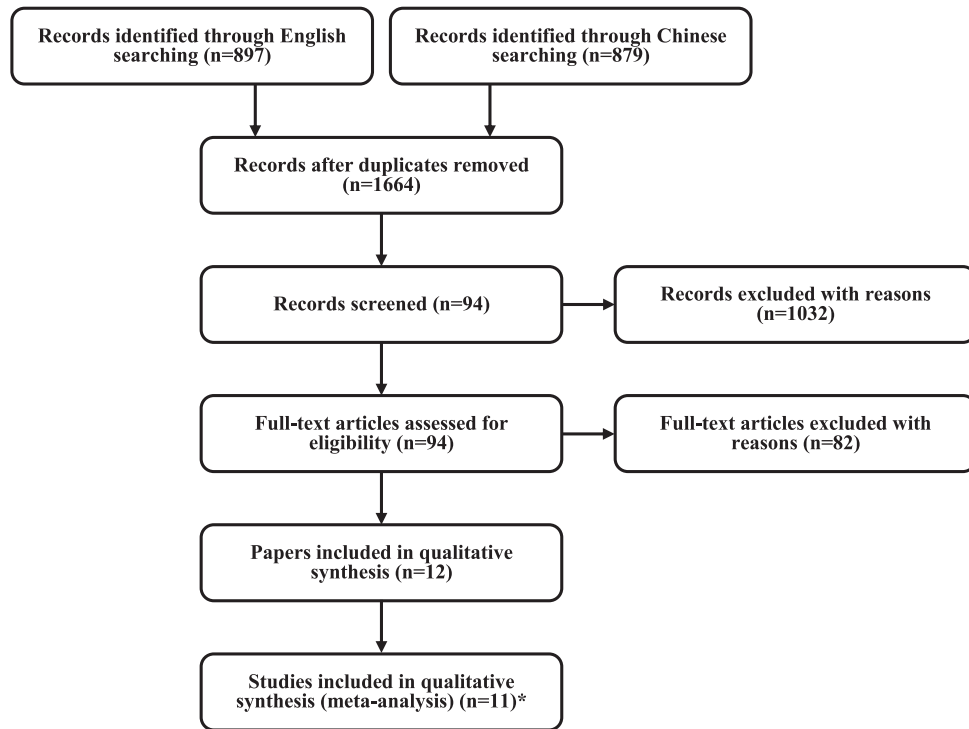 Records identified through English
searching (n=897)
Records identified through Chinese
searching (n=879)
Records after duplicates removed
(n=1664)
Records screened (n=94)
Records excluded with reasons
(n=1032)
Full-text articles assessed for
eligibility (n=94)
Full-text articles excluded with
reasons (n=82)
Papers included in qualitative
synthesis (n=12)
Studies included in qualitative
synthesis (meta-analysis) (n=11)*